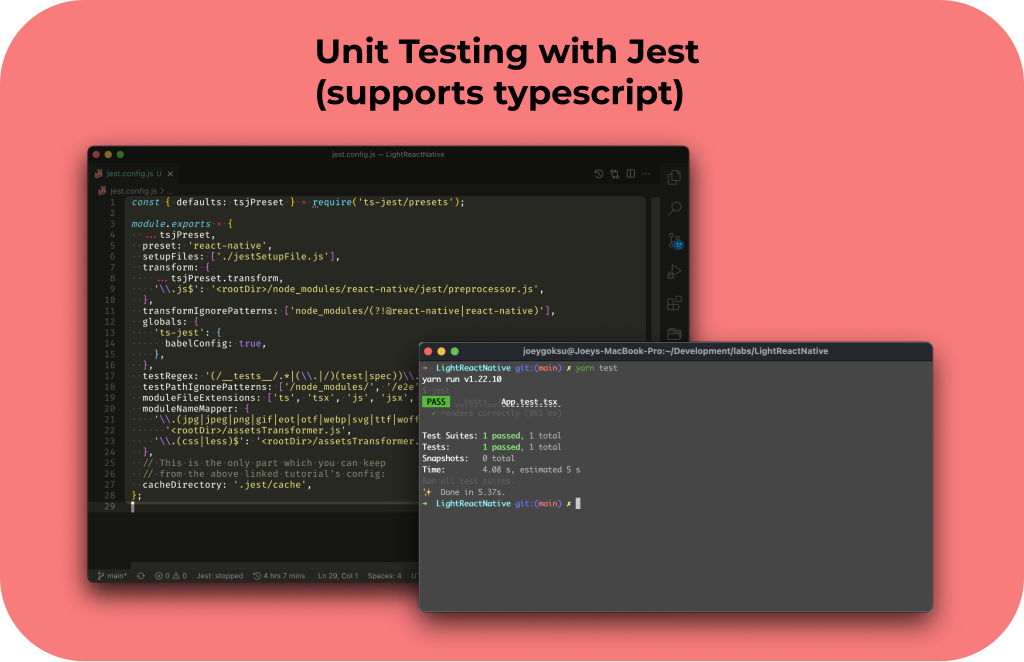 Unit Testing with Jest
(supports typescript)
jest.config.js — LightReactNative
jest.config.js U ×
jest.config.js > ...
1 const { defaults: tsjPreset } = require('ts-jest/presets');
2
3 module.exports = {
4 ...tsjPreset,
5 preset: 'react-native',
6 setupFiles: ['./jestSetupFile.js'],
7 transform: {
8 ...tsjPreset.transform,
9 '\\.js$': '<rootDir>/node_modules/react-native/jest/preprocessor.js',
10 },
11 transformIgnorePatterns: ['node_modules/(?!@react-native|react-native)'],
12 globals: {
13 'ts-jest': {
14 babelConfig: true,
15 },
16 },
17 testRegex: '(/__tests__/.*|(\\.|/)(test|spec))\\.
18 testPathIgnorePatterns: ['/node_modules/', '/e2e'
19 moduleFileExtensions: ['ts', 'tsx', 'js', 'jsx',
20 moduleNameMapper: {
21 '\\.(jpg|jpeg|png|gif|eot|otf|webp|svg|ttf|woff
22 '<rootDir>/assetsTransformer.js',
23 '\\.(css|less)$': '<rootDir>/assetsTransformer.
24 },
25 // This is the only part which you can keep
26 // from the above linked tutorial's config:
27 cacheDirectory: '.jest/cache',
28 };
29
17
main* 0 0 Jest: stopped 4 hrs 7 mins Ln 29, Col 1 Spaces: 4
joeygoksu@Joeys-MacBook-Pro:~/Development/labs/LightReactNative
→ LightReactNative git:(main) ✗ yarn test
yarn run v1.22.10
$ jest
PASS __tests__/App.test.tsx
✓ renders correctly (861 ms)
Test Suites: 1 passed, 1 total
Tests: 1 passed, 1 total
Snapshots: 0 total
Time: 4.08 s, estimated 5 s
Ran all test suites.
✨ Done in 5.37s.
→ LightReactNative git:(main) ✗